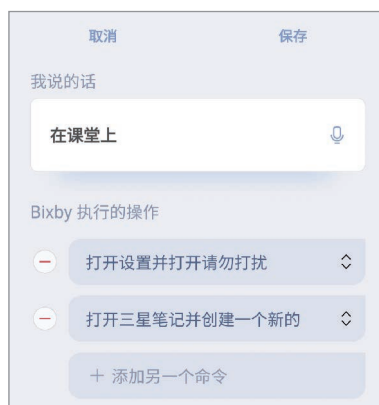 取消 保存
我说的话
在课堂上
Bixby 执行的操作
打开设置并打开请勿打扰
打开三星笔记并创建一个新的
添加另一个命令